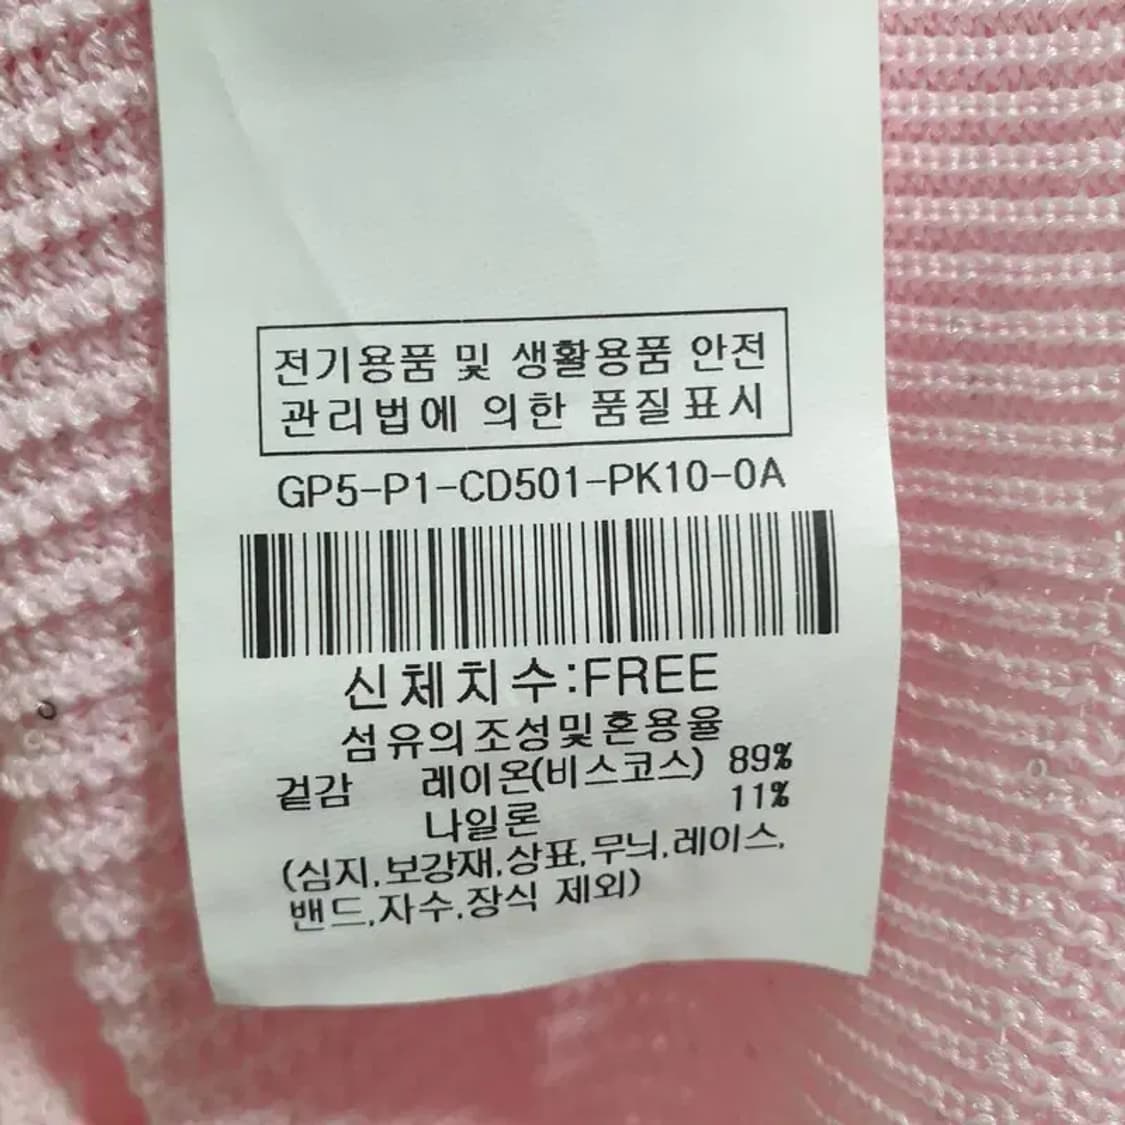 전기용품 및 생활용품 안전
관리법에 의한 품질표시
GP5-P1-CD501-PK10-0A
신체치수:FREE
섬유의조성및혼용율
겉감 레이온(비스코스) 89%
나일론 11%
(심지,보강재,상표,무늬,레이스,
밴드,자수,장식 제외)